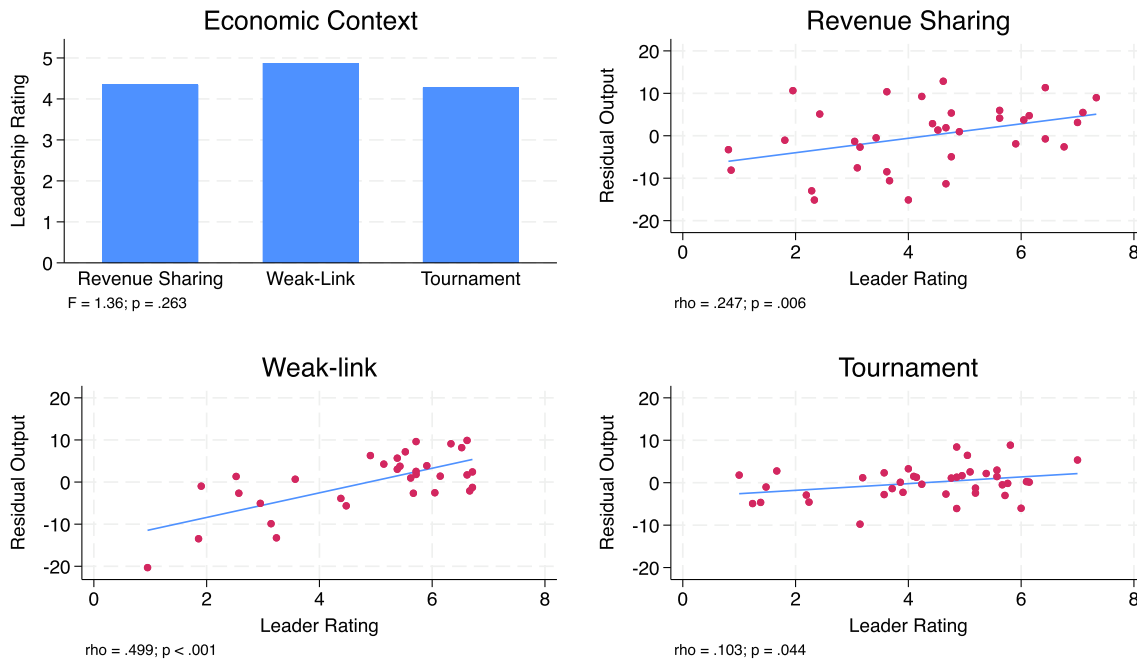 Economic Context
Leadership Rating
5
4
3
2
1
0
Revenue Sharing Weak-Link Tournament
F = 1.36; p = .263
Revenue Sharing
Residual Output
20
10
0
-10
-20
0 2 4 6 8
Leader Rating
rho = .247; p = .006
Weak-link
Residual Output
20
10
0
-10
-20
0 2 4 6 8
Leader Rating
rho = .499; p < .001
Tournament
Residual Output
20
10
0
-10
-20
0 2 4 6 8
Leader Rating
rho = .103; p = .044